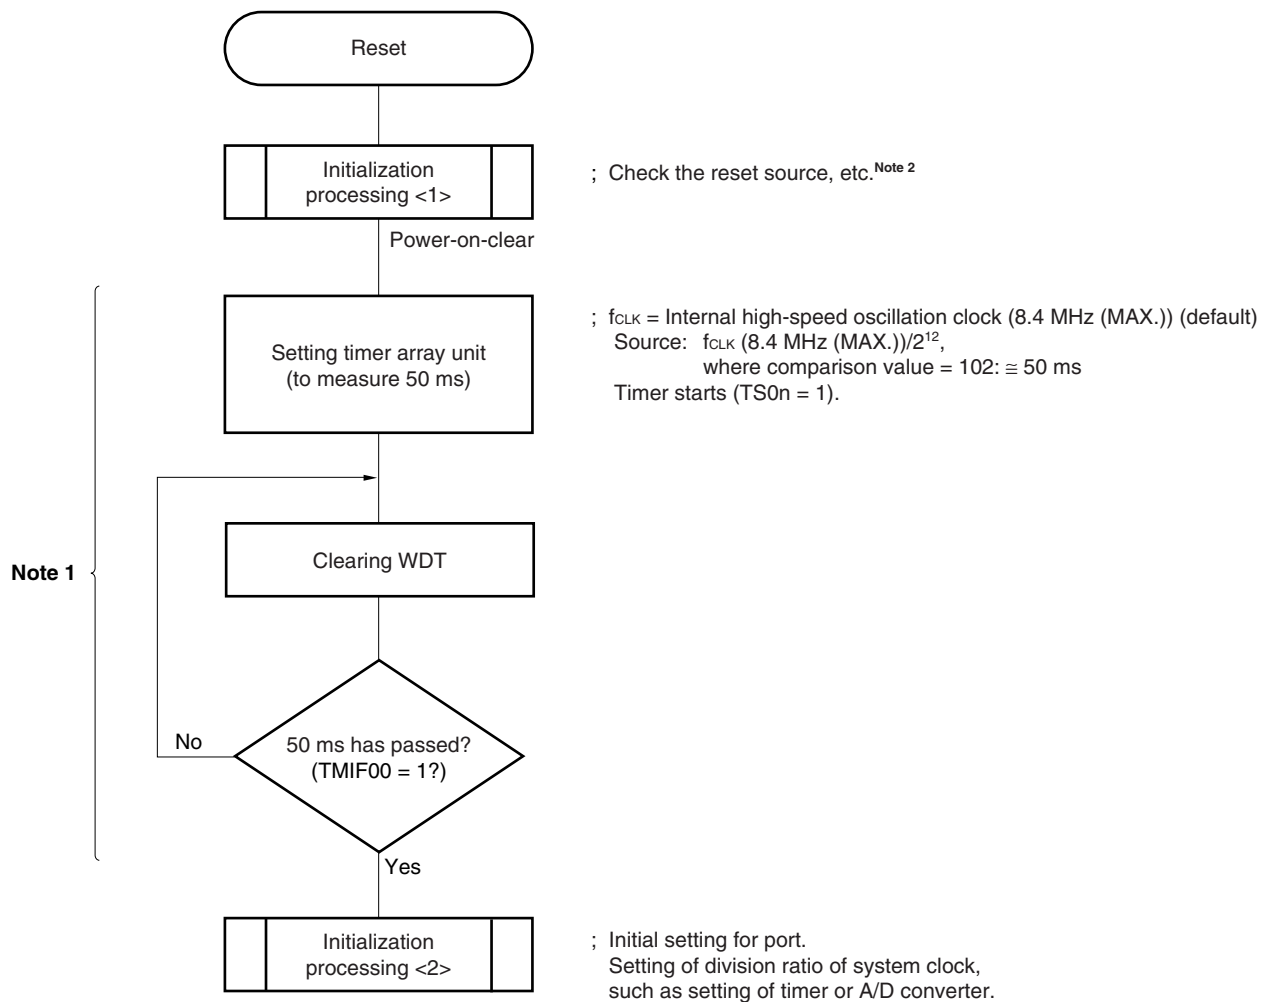 Reset
Initialization
processing <1>
; Check the reset source, etc.Note 2
Power-on-clear
Setting timer array unit
(to measure 50 ms)
; fCLK = Internal high-speed oscillation clock (8.4 MHz (MAX.)) (default)
Source: fCLK (8.4 MHz (MAX.))/2¹²,
where comparison value = 102: ≅ 50 ms
Timer starts (TS0n = 1).
Note 1
Clearing WDT
No
50 ms has passed?
(TMIF00 = 1?)
Yes
Initialization
processing <2>
; Initial setting for port.
Setting of division ratio of system clock,
such as setting of timer or A/D converter.